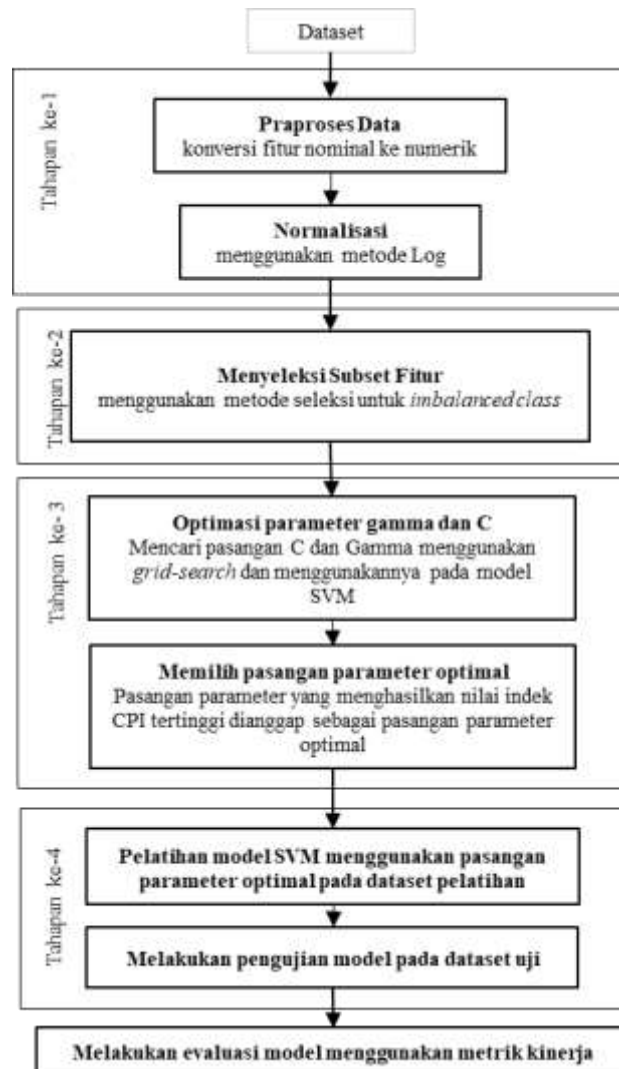 Dataset
Tahapan ke-1
Praproses Data
konversi fitur nominal ke numerik
Normalisasi
menggunakan metode Log
Tahapan ke-2
Menyeleksi Subset Fitur
menggunakan metode seleksi untuk imbalanced class
Tahapan ke- 3
Optimasi parameter gamma dan C
Mencari pasangan C dan Gamma menggunakan
grid-search dan menggunakannya pada model
SVM
Memilih pasangan parameter optimal
Pasangan parameter yang menghasilkan nilai indek
CPI tertinggi dianggap sebagai pasangan parameter
optimal
Tahapan ke-4
Pelatihan model SVM menggunakan pasangan
parameter optimal pada dataset pelatihan
Melakukan pengujian model pada dataset uji
Melakukan evaluasi model menggunakan metrik kinerja